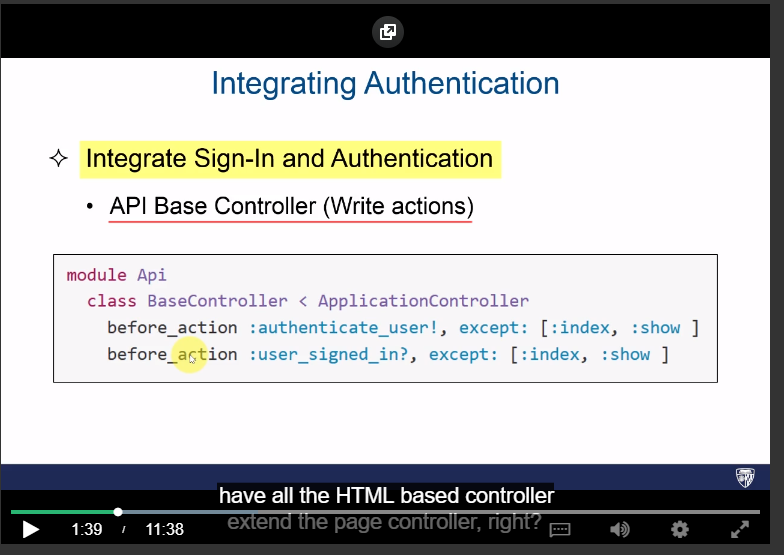 Integrating Authentication
Integrate Sign-In and Authentication
• API Base Controller (Write actions)
module Api
class BaseController < ApplicationController
before_action :authenticate_user!, except: [:index, :show ]
before_action :user_signed_in?, except: [:index, :show ]
have all the HTML based controller
extend the page controller, right?
1:39 / 11:38